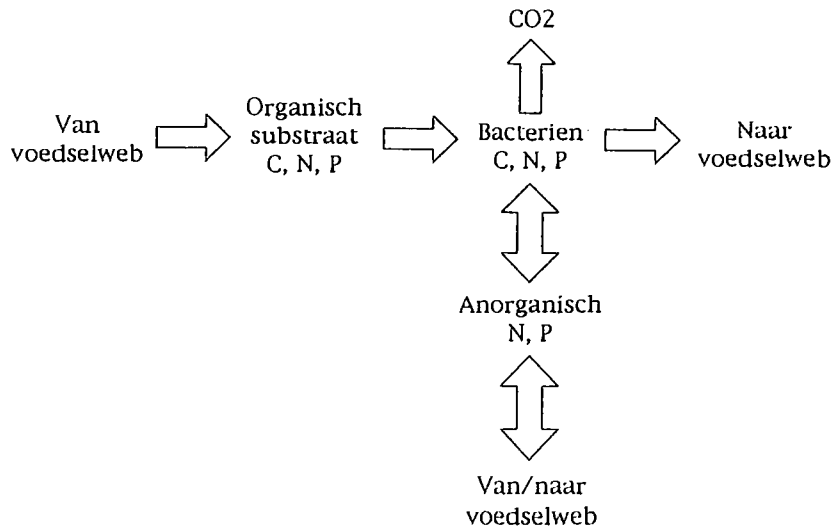 CO2
Van
voedselweb
Organisch
substraat
C, N, P
Bacterien
C, N, P
Naar
voedselweb
Anorganisch
N, P
Van/naar
voedselweb